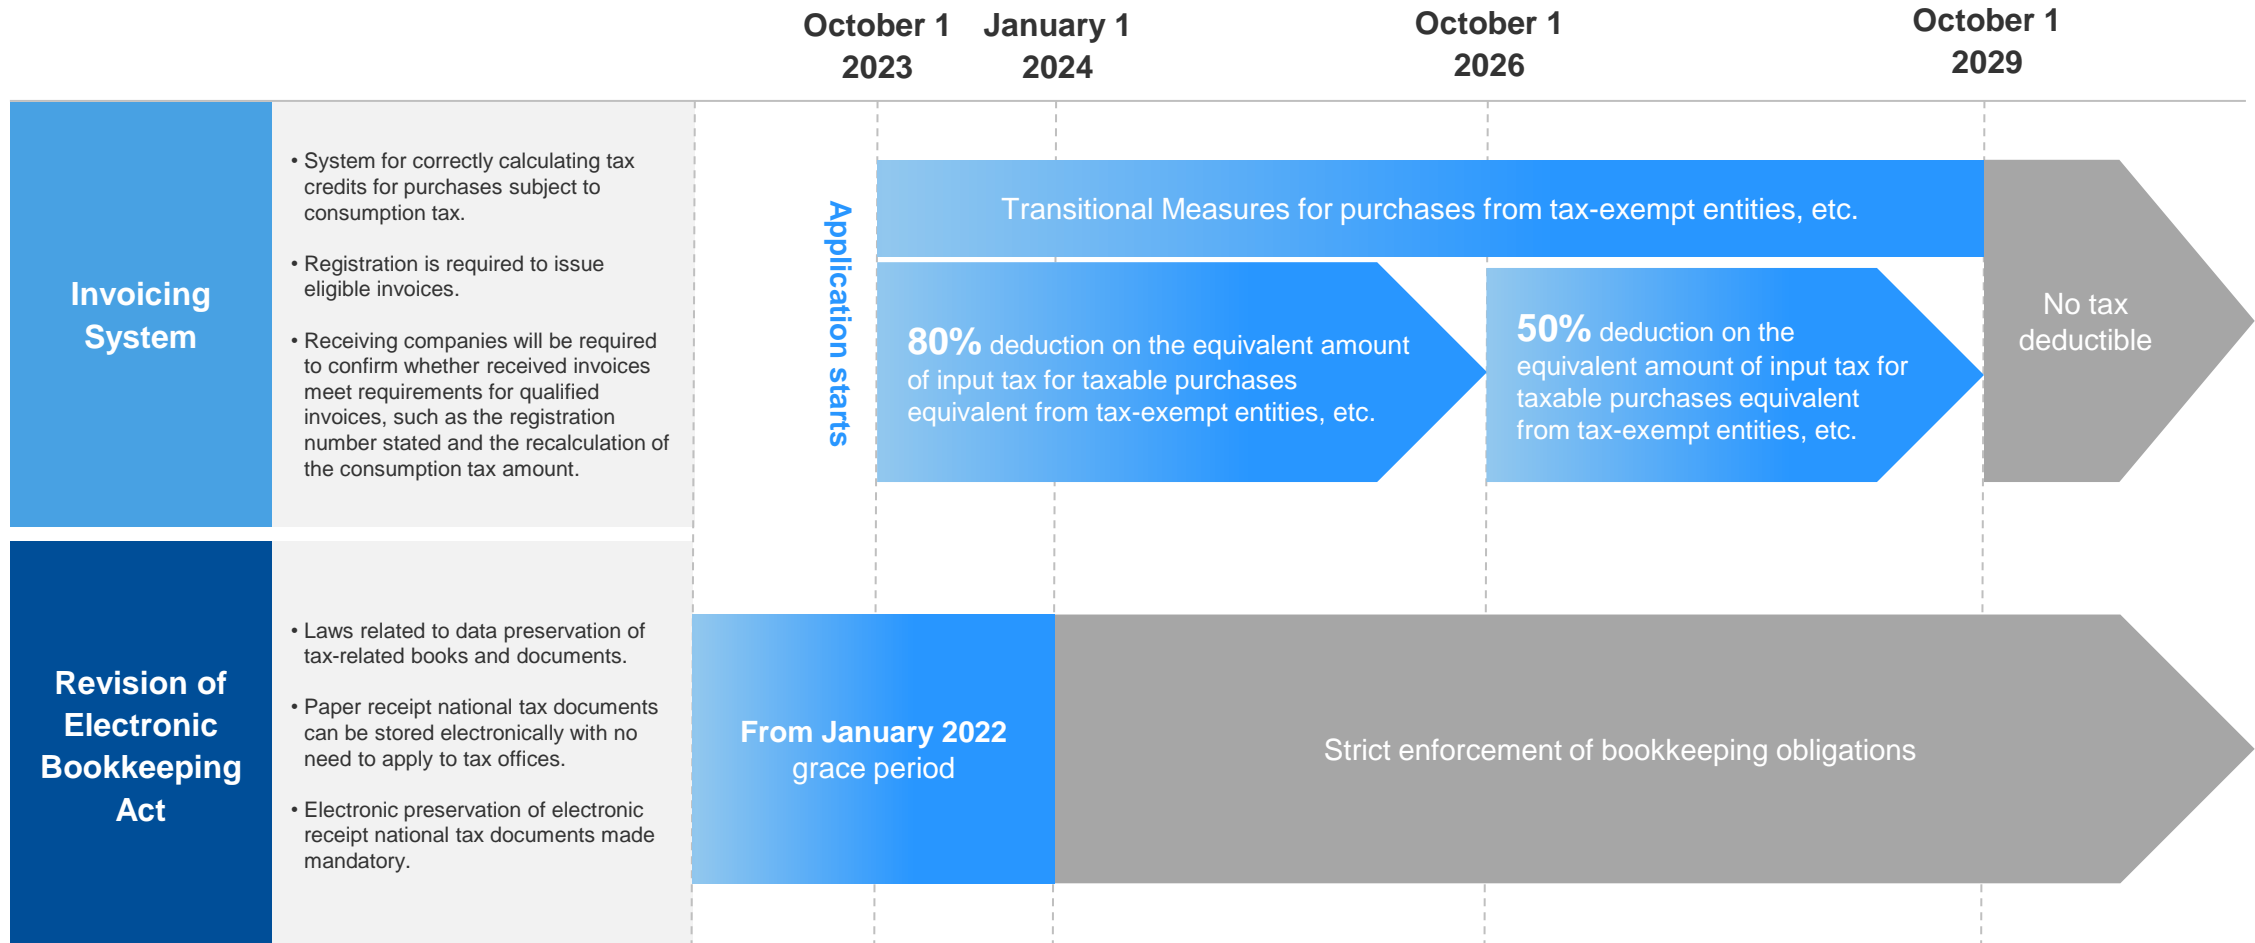 October 1
2023
January 1
2024
October 1
2026
October 1
2029
Invoicing
System
• System for correctly calculating tax
credits for purchases subject to
consumption tax.
• Registration is required to issue
eligible invoices.
• Receiving companies will be required
to confirm whether received invoices
meet requirements for qualified
invoices, such as the registration
number stated and the recalculation of
the consumption tax amount.
Application starts
Transitional Measures for purchases from tax-exempt entities, etc.
80% deduction on the equivalent amount
of input tax for taxable purchases
equivalent from tax-exempt entities, etc.
50% deduction on the
equivalent amount of input tax for
taxable purchases equivalent
from tax-exempt entities, etc.
No tax
deductible
Revision of
Electronic
Bookkeeping
Act
• Laws related to data preservation of
tax-related books and documents.
• Paper receipt national tax documents
can be stored electronically with no
need to apply to tax offices.
• Electronic preservation of electronic
receipt national tax documents made
mandatory.
From January 2022
grace period
Strict enforcement of bookkeeping obligations